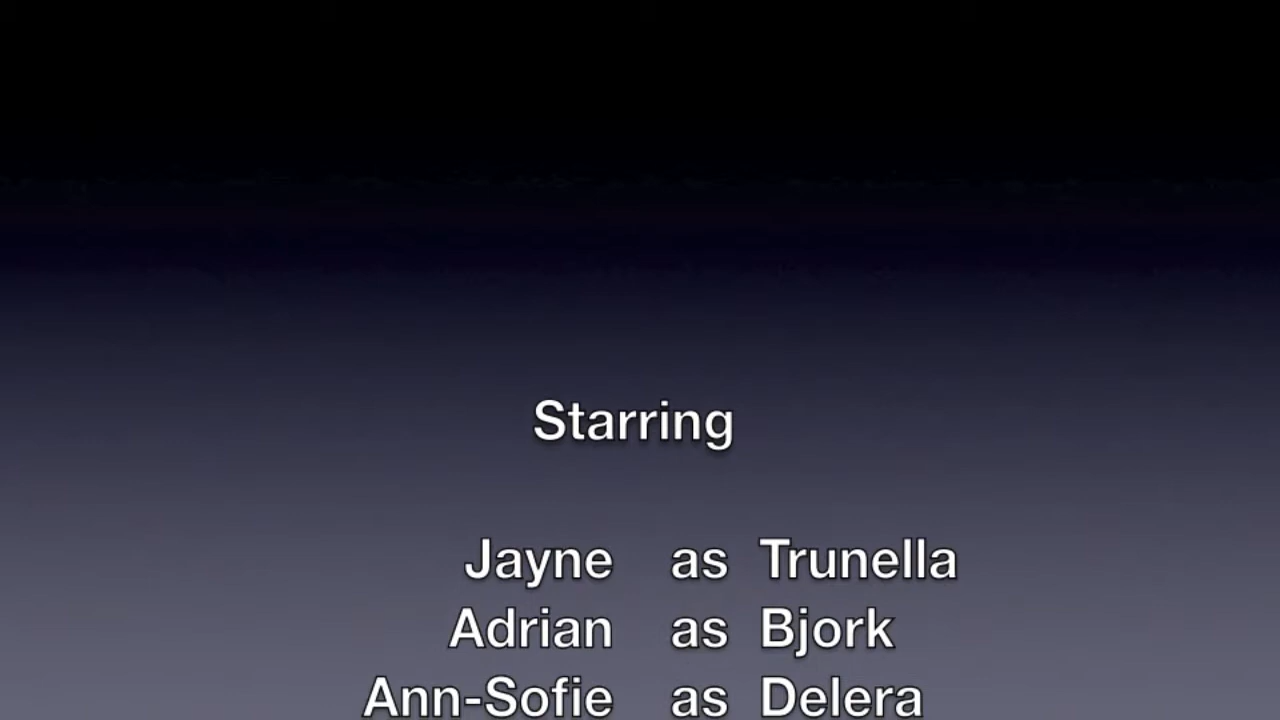 Starring
Jayne as Trunella
Adrian as Bjork
Ann-Sofie as Delera